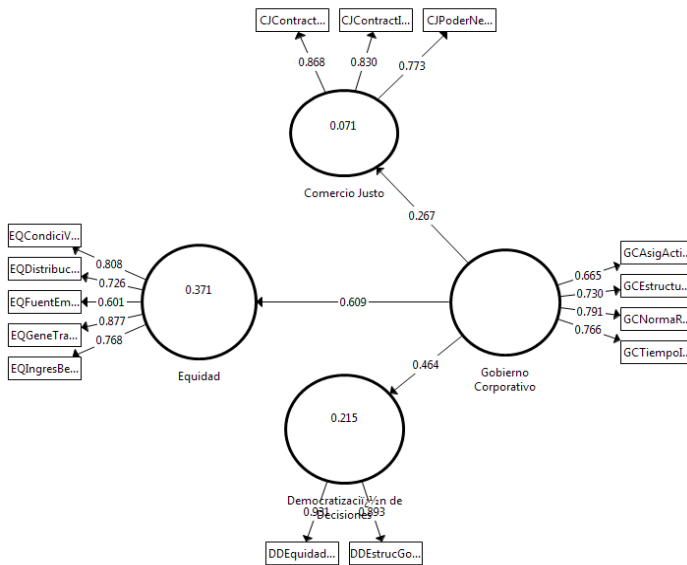 CJContract...
CJContractI...
CJPoderNe...
0.868
0.830
0.773
0.071
Comercio Justo
0.267
EQCondiciV...
EQDistribuc...
EQFuentEm...
EQGeneTra...
EQIngresBe...
0.808
0.726
0.601
0.877
0.768
0.371
Equidad
0.609
GCAsigActi...
GCEstructu...
GCNormaR...
GCTiempoI...
0.665
0.730
0.791
0.766
Gobierno
Corporativo
0.464
0.215
Democratizaciï¿½n de
Decisiones
0.931
0.893
DDEquidad...
DDEstrucGo...